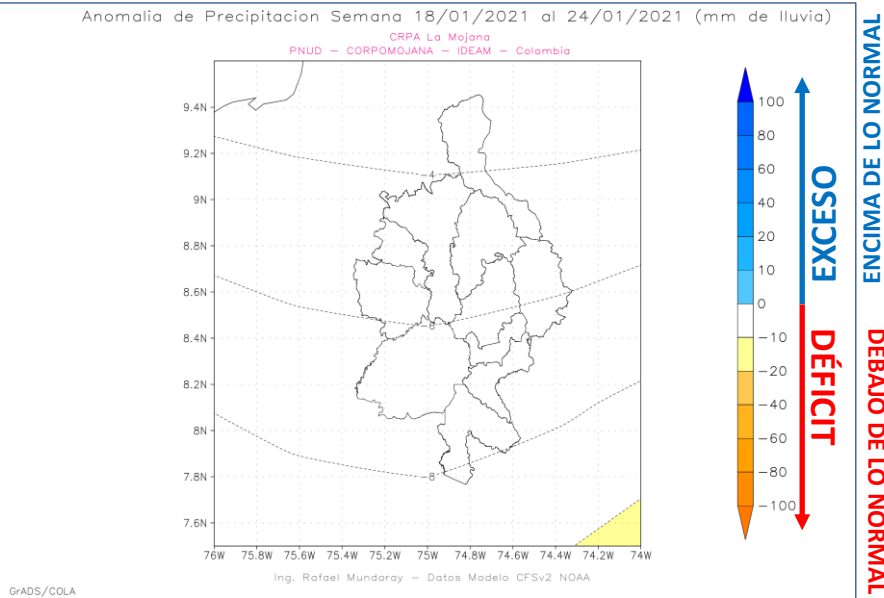 Anomalia de Precipitacion Semana 18/01/2021 al 24/01/2021 (mm de lluvia)
CRPA La Mojana
PNUD – CORPOMOJANA – IDEAM – Colombia
9.4N
9.2N
9N
8.8N
8.6N
8.4N
8.2N
8N
7.8N
7.6N
-4
-6
-8
76W 75.8W 75.6W 75.4W 75.2W 75W 74.8W 74.6W 74.4W 74.2W 74W
100
80
60
40
20
10
0
-10
-20
-40
-60
-80
-100
EXCESO
DÉFICIT
ENCIMA DE LO NORMAL
DEBAJO DE LO NORMAL
Ing. Rafael Mundaray – Datos Modelo CFSv2 NOAA
GrADS/COLA